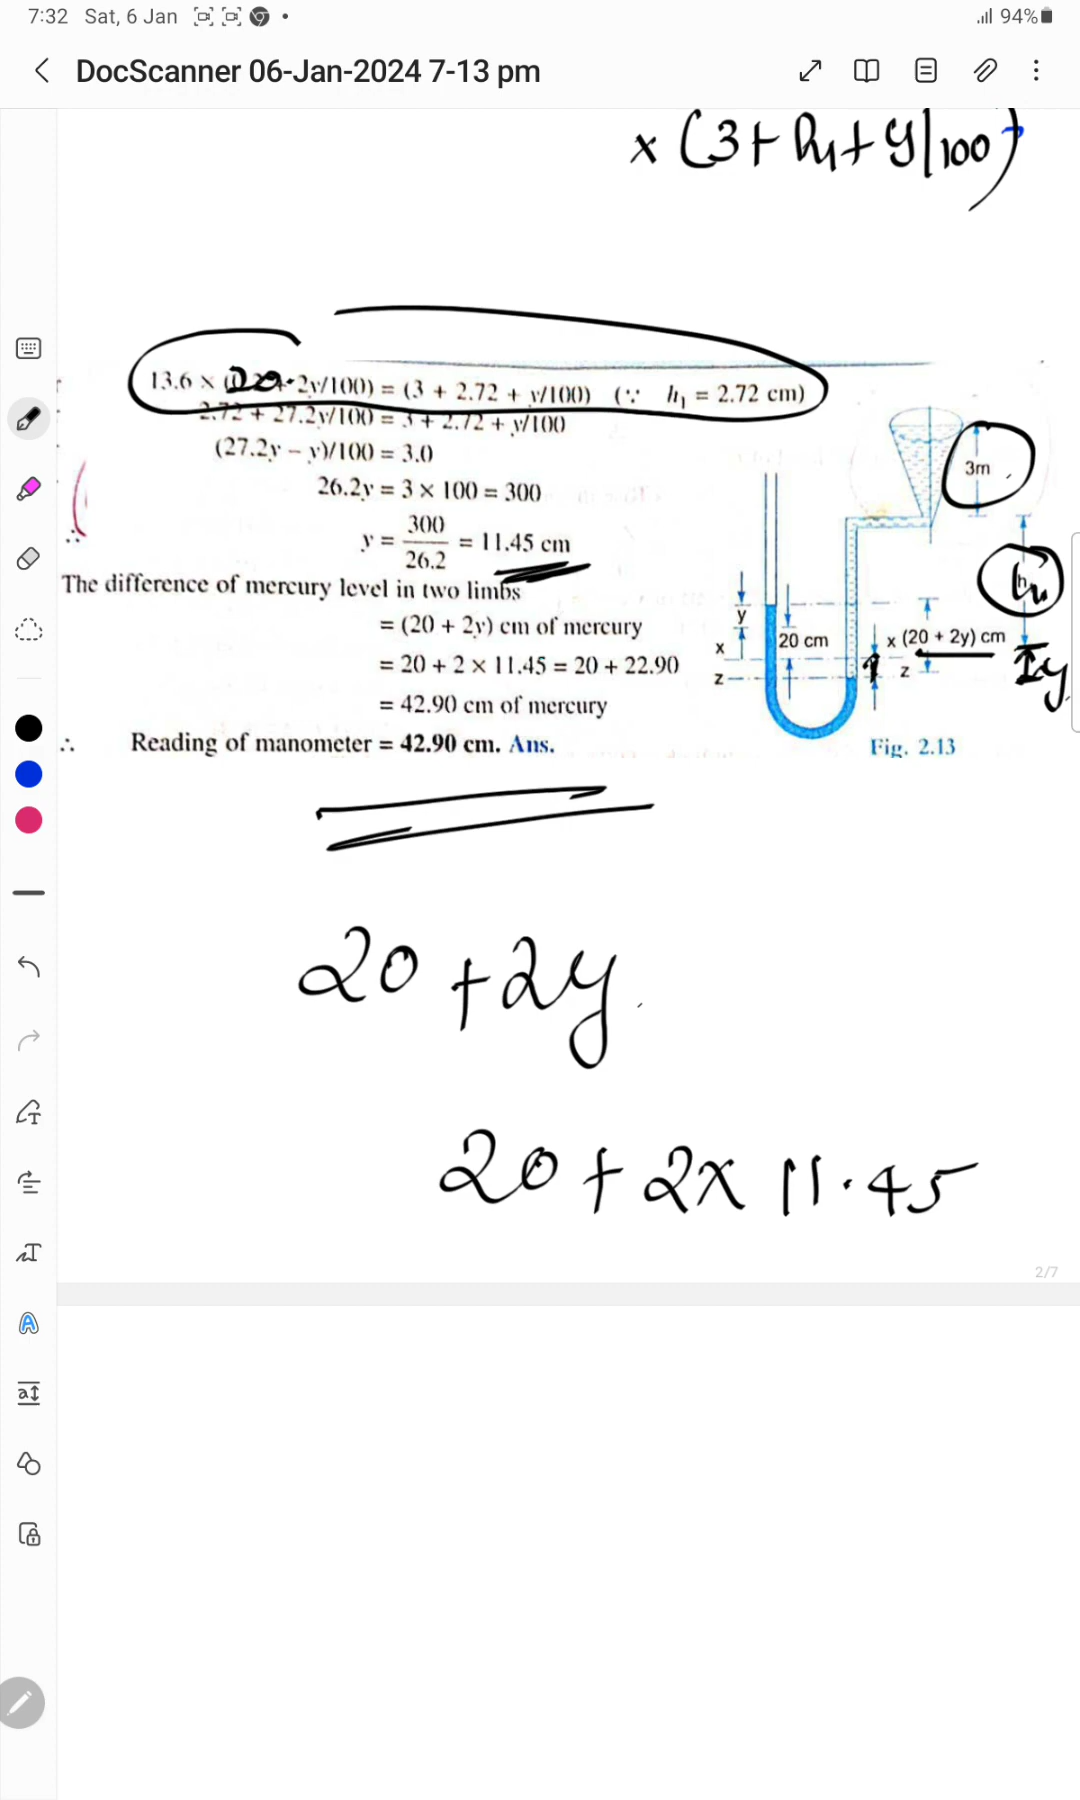 7:32 Sat, 6 Jan
94%
DocScanner 06-Jan-2024 7-13 pm
x (3 + h1 + y/100)
13.6 × 2y/100) = (3 + 2.72 + y/100) (∵ h₁ = 2.72 cm)
2.72 + 27.2y/100 = 3 + 2.72 + y/100
(27.2y – y)/100 = 3.0
26.2y = 3 × 100 = 300
∴ y = 300/26.2 = 11.45 cm
The difference of mercury level in two limbs
= (20 + 2y) cm of mercury
= 20 + 2 × 11.45 = 20 + 22.90
= 42.90 cm of mercury
∴ Reading of manometer = 42.90 cm. Ans.
3m
h
y
20 cm
x
x (20 + 2y) cm
z
z
y
Fig. 2.13
20 + 2y
20 + 2x 11.45
2/7